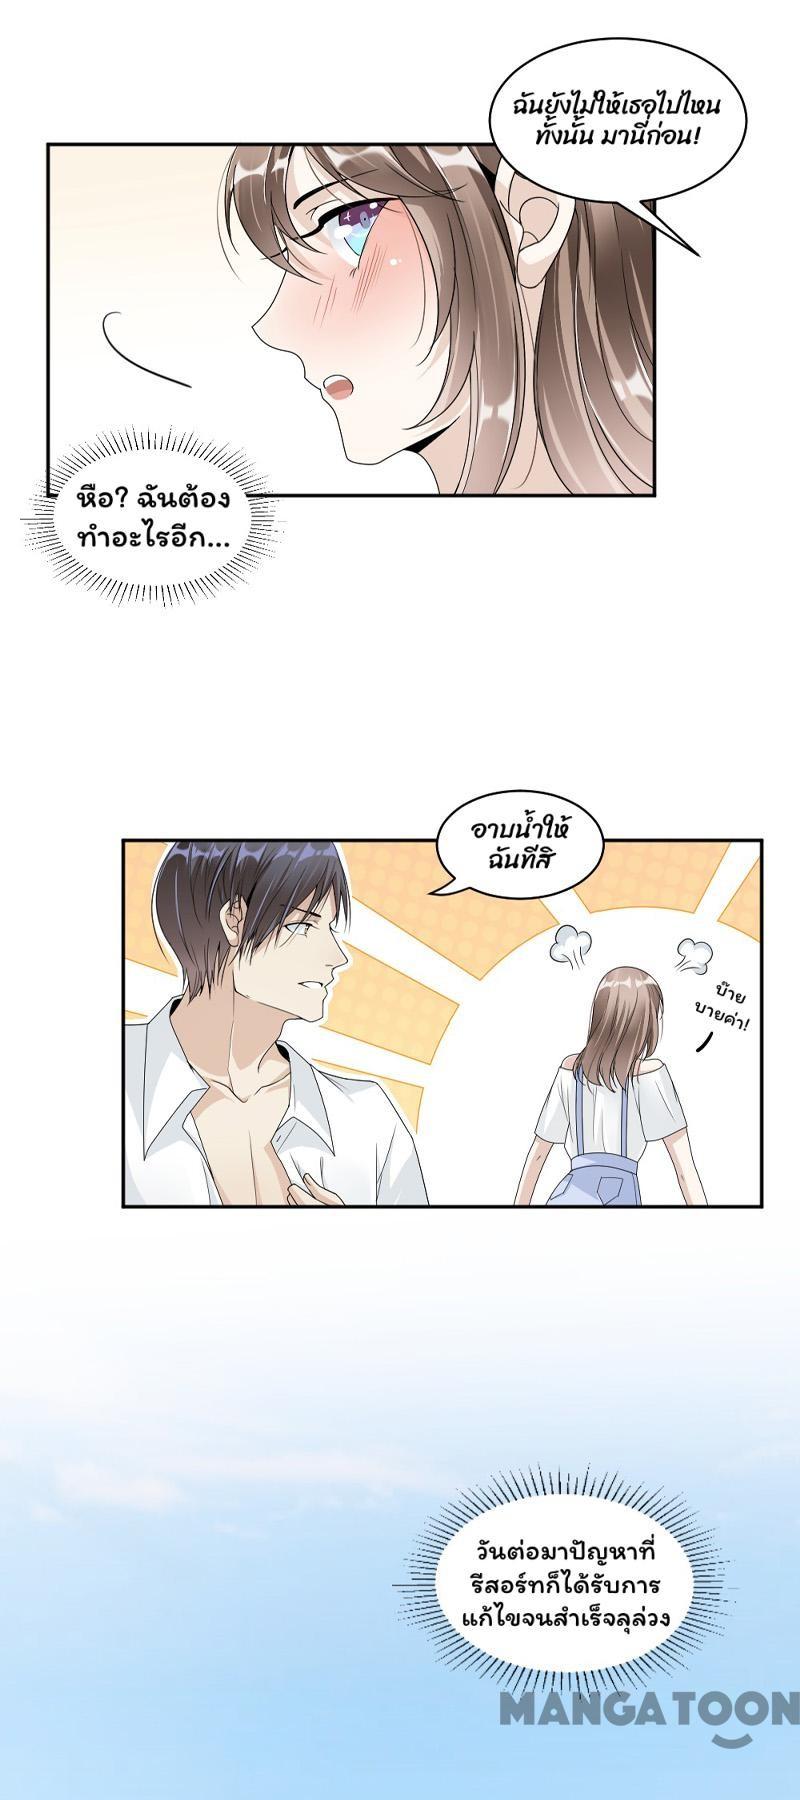 ฉันยังไม่ให้เธอไปไหน
ทั้งนั้น มานี่ก่อน!
หือ? ฉันต้อง
ทำอะไรอีก...
อาบน้ำให้
ฉันทีสิ
บ๊าย
บายค่า!
วันต่อมาปัญหาที่
รีสอร์ทก็ได้รับการ
แก้ไขจนสำเร็จลุล่วง
MANGATOON